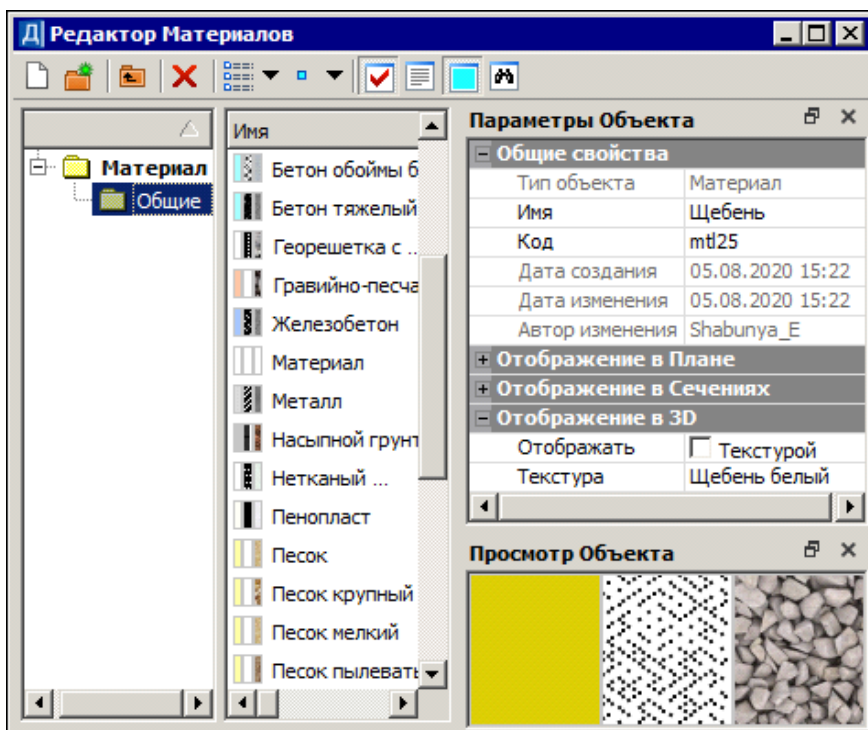 Редактор Материалов
Материал
Общие
Имя
Бетон обоймы б
Бетон тяжелый
Георешетка с ...
Гравийно-песча
Железобетон
Материал
Металл
Насыпной грунт
Нетканый ...
Пенопласт
Песок
Песок крупный
Песок мелкий
Песок пылеваты
Параметры Объекта
Общие свойства
Тип объекта Материал
Имя Щебень
Код mtl25
Дата создания 05.08.2020 15:22
Дата изменения 05.08.2020 15:22
Автор изменения Shabunya_E
Отображение в Плане
Отображение в Сечениях
Отображение в 3D
Отображать Текстурой
Текстура Щебень белый
Просмотр Объекта